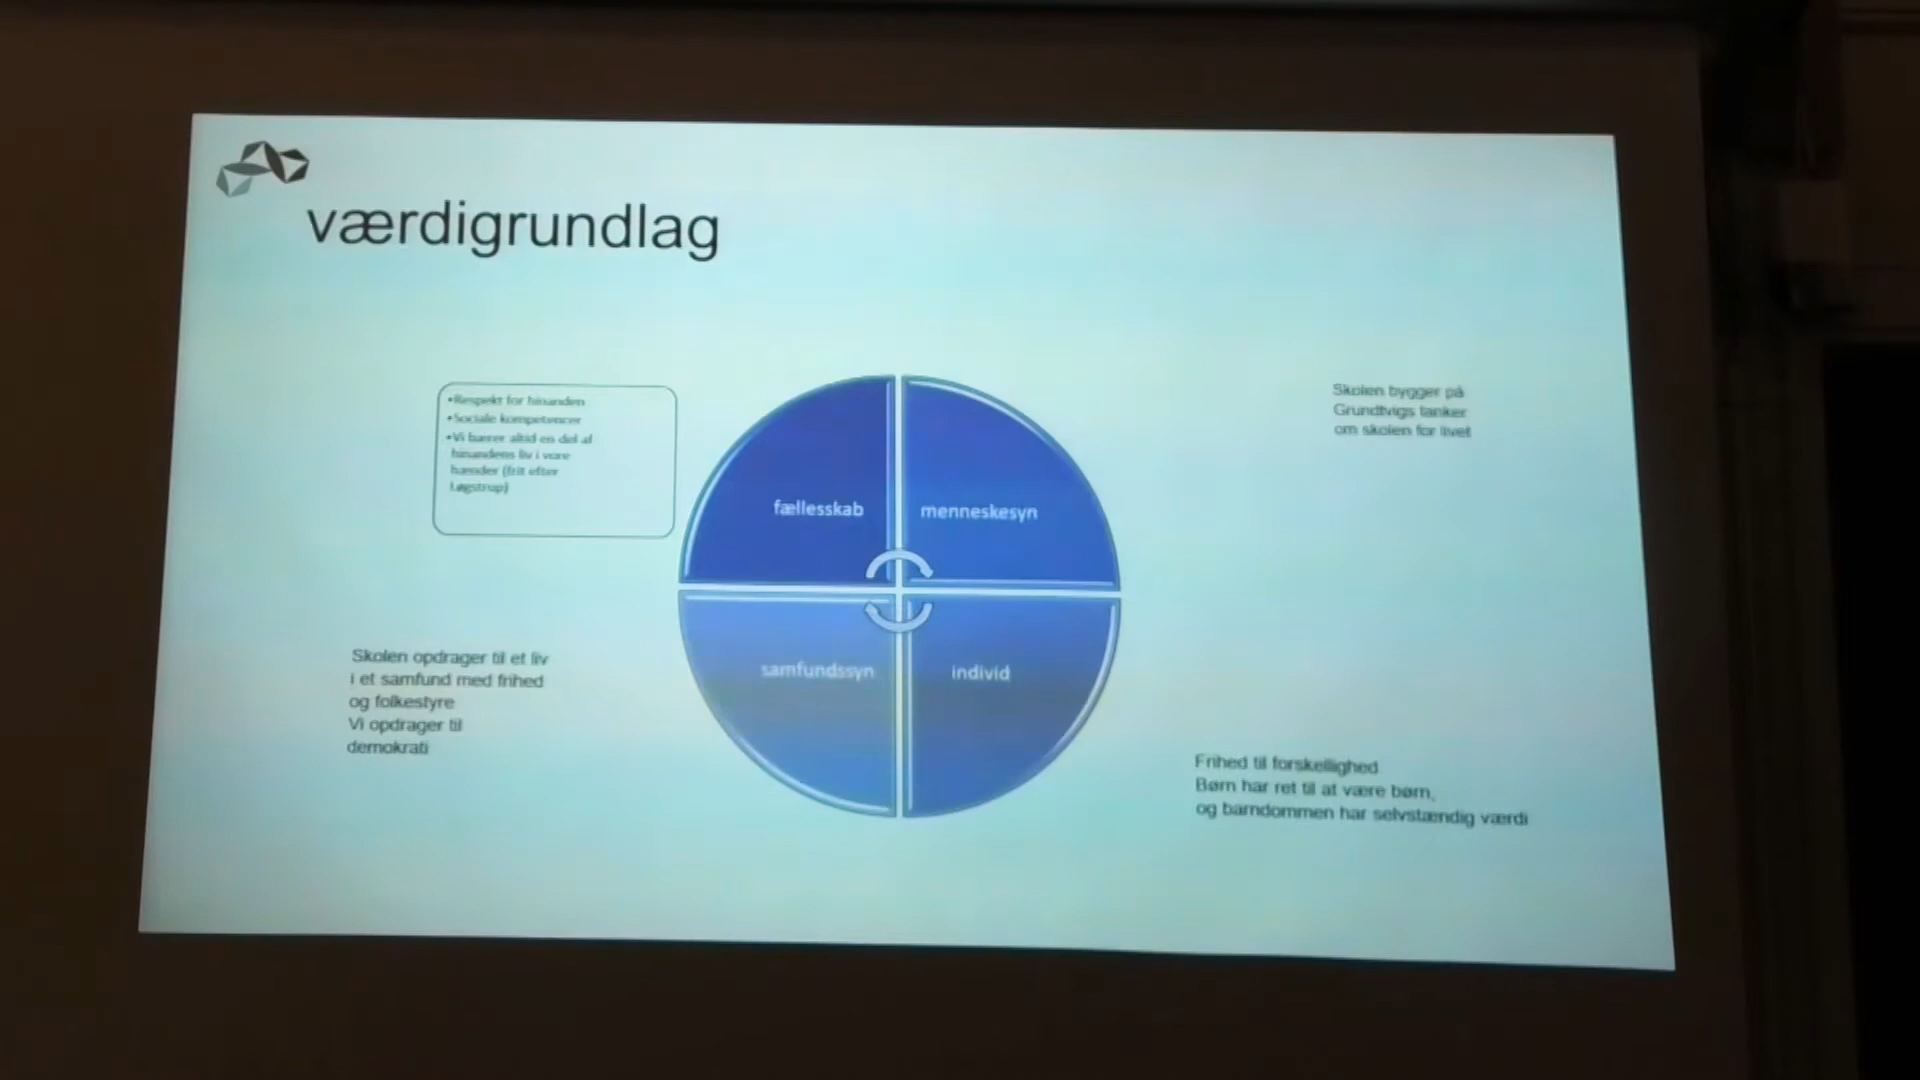 værdigrundlag
•Respekt for hinanden
•Sociale kompetencer
•Vi bærer altid en del af
hinandens liv i vore
hænder (frit efter
Løgstrup)
fællesskab
menneskesyn
Skolen bygger på
Grundtvigs tanker
om skolen for livet
samfundssyn
individ
Skolen opdrager til et liv
i et samfund med frihed
og folkestyre
Vi opdrager til
demokrati
Frihed til forskellighed
Børn har ret til at være børn,
og barndommen har selvstændig værdi